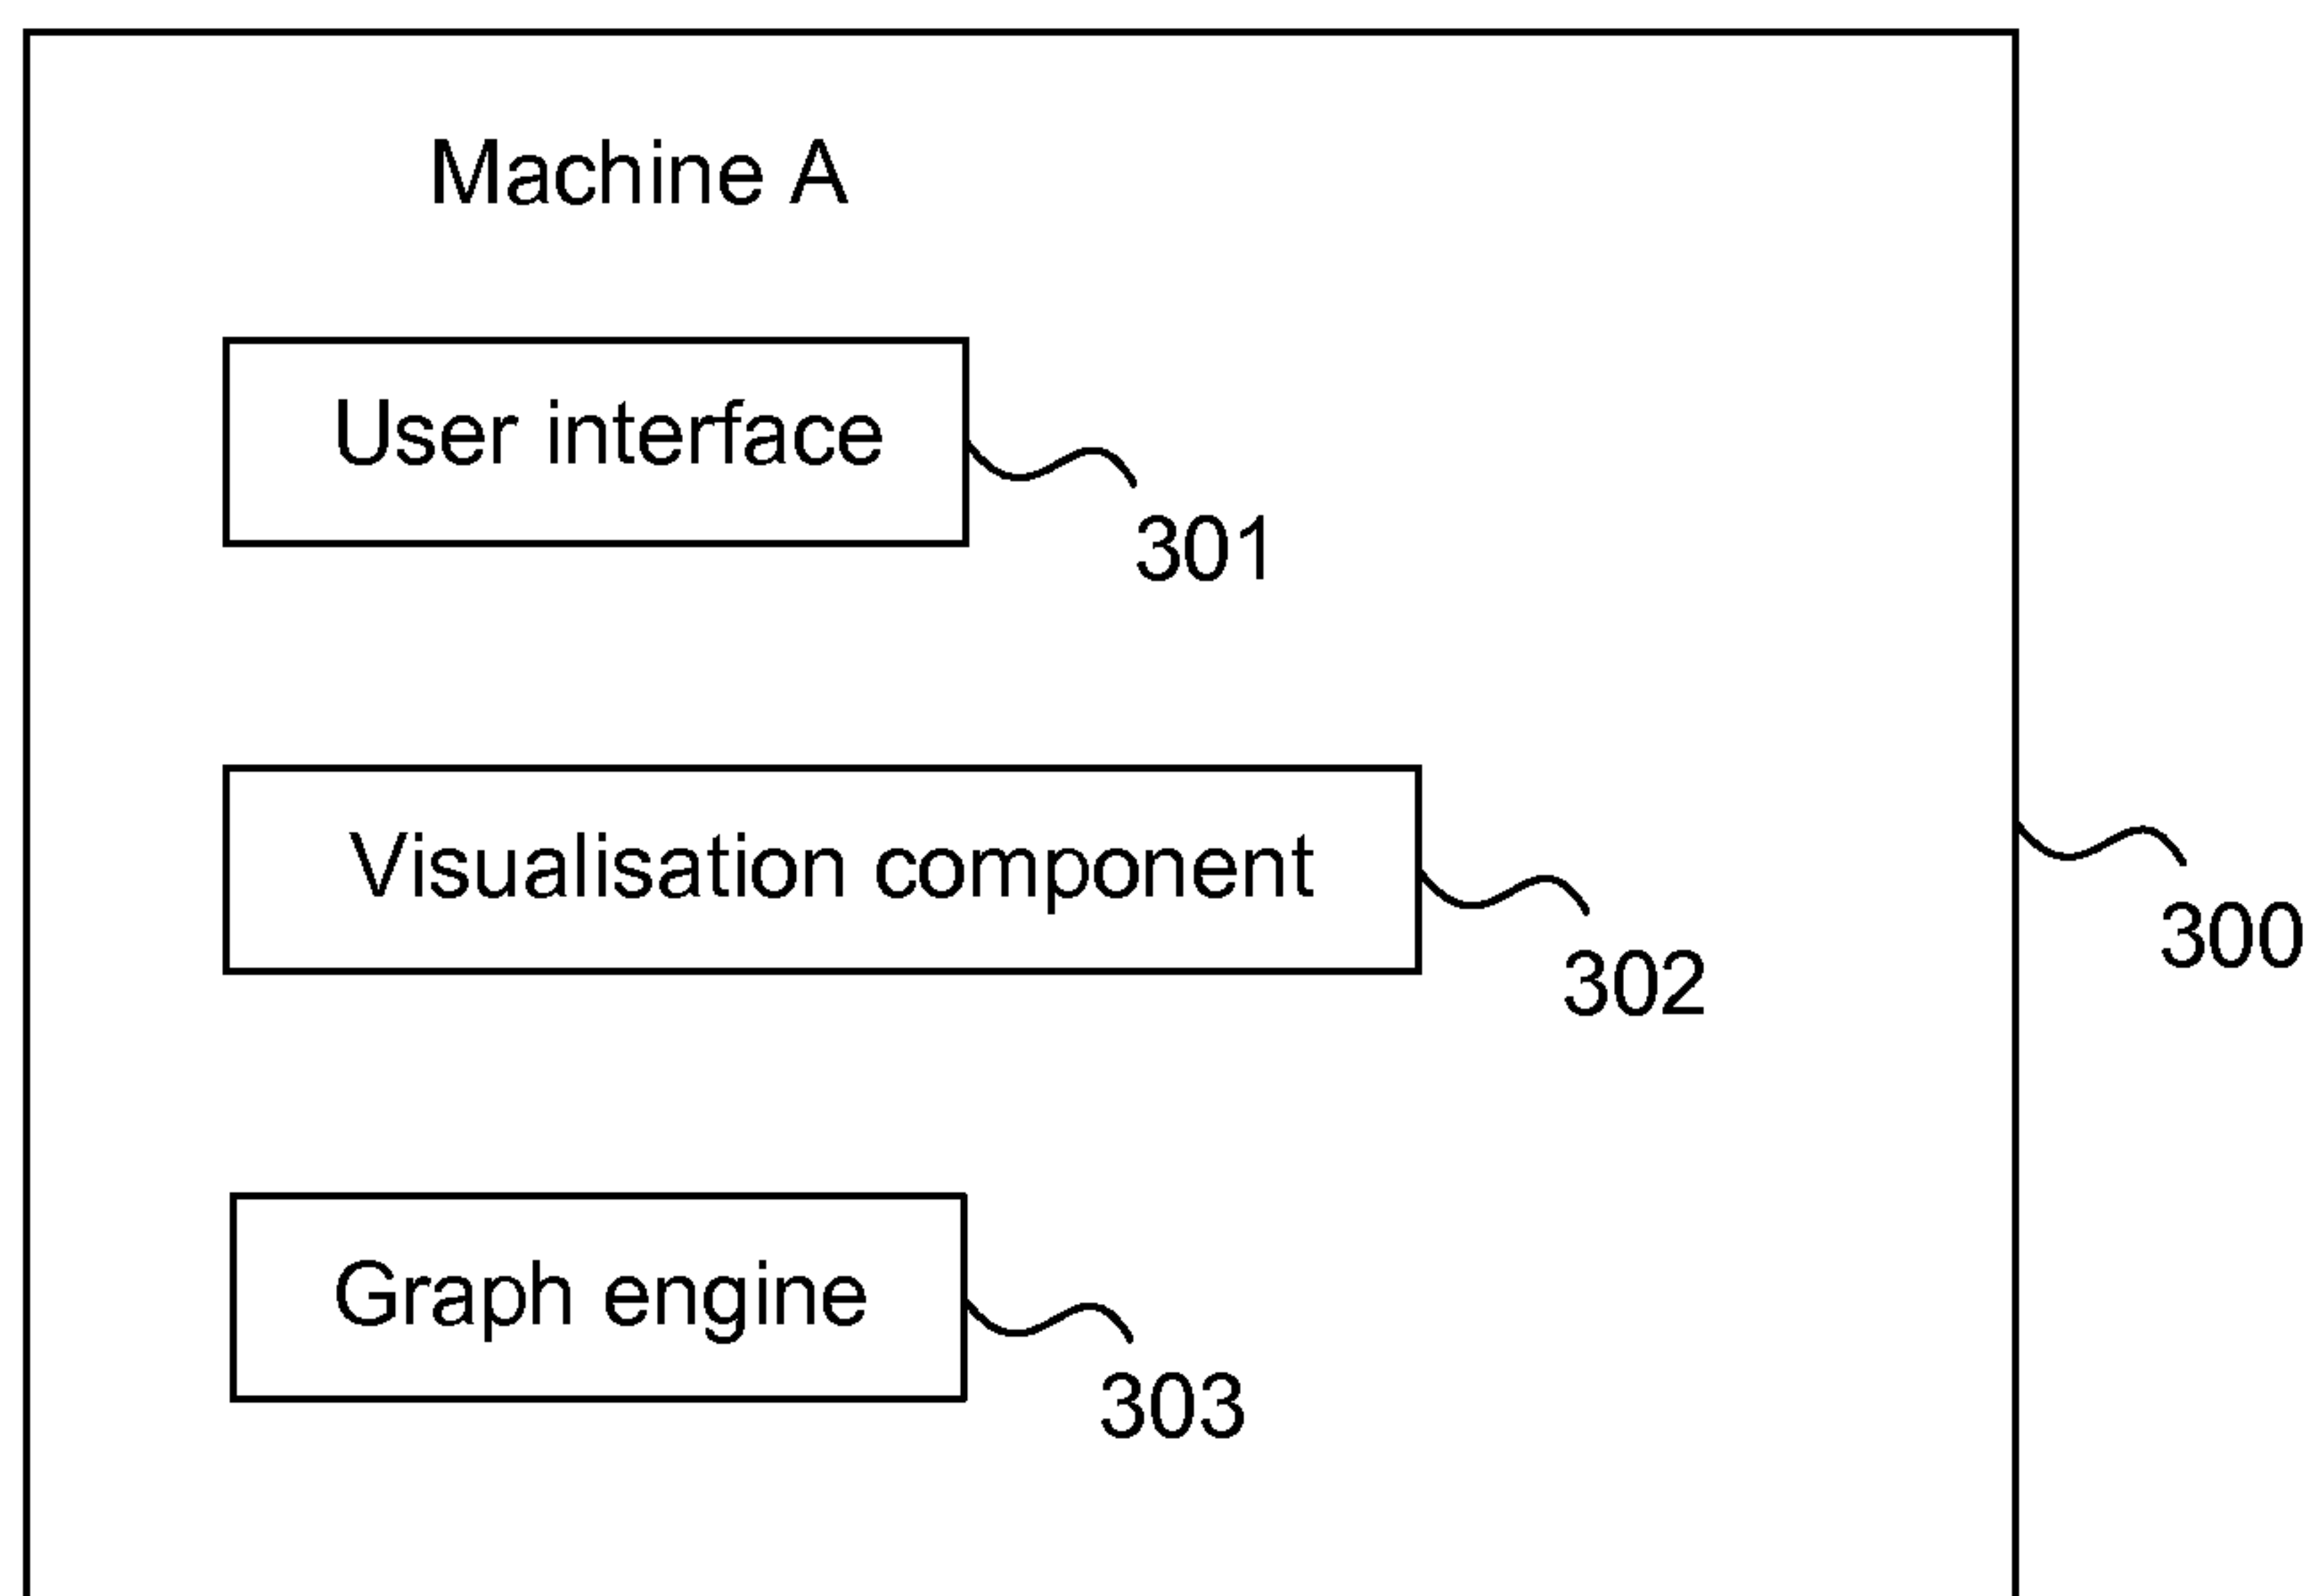 Machine A
User interface
301
Visualisation component
300
302
Graph engine
303